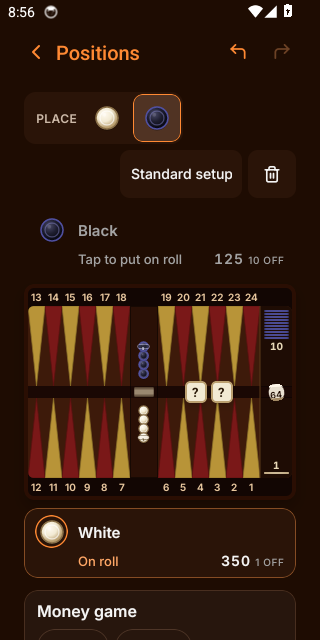 8:56
Positions
PLACE
Standard setup
Black
Tap to put on roll 125 10 OFF
13 14 15 16 17 18 19 20 21 22 23 24
10
? ? 64
1
12 11 10 9 8 7 6 5 4 3 2 1
White
On roll 350 1 OFF
Money game